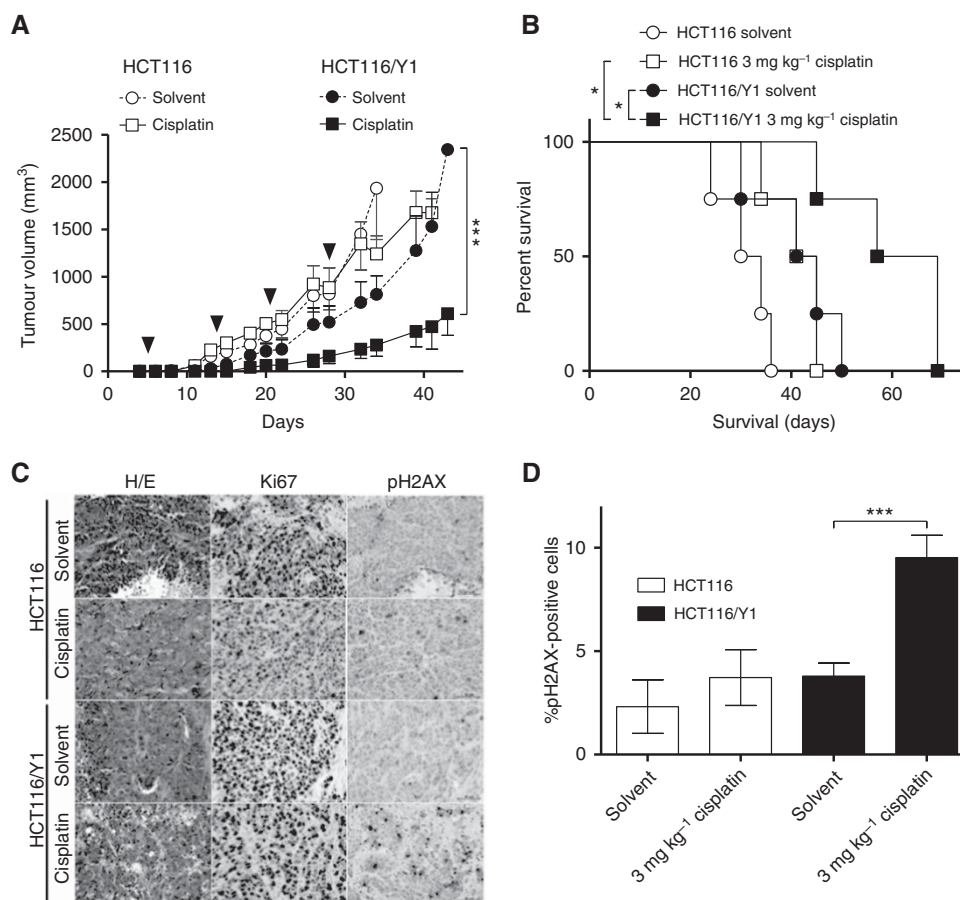 A
HCT116
HCT116/Y1
Solvent
Solvent
Cisplatin
Cisplatin
Tumour volume (mm³)
2500
2000
1500
1000
500
0
***
0
10
20
30
40
Days
B
HCT116 solvent
HCT116 3 mg kg⁻¹ cisplatin
HCT116/Y1 solvent
HCT116/Y1 3 mg kg⁻¹ cisplatin
*
*
Percent survival
100
50
0
0
20
40
60
Survival (days)
C
H/E
Ki67
pH2AX
HCT116
Solvent
Cisplatin
HCT116/Y1
Solvent
Cisplatin
D
***
%pH2AX-positive cells
10
5
0
HCT116
HCT116/Y1
Solvent
3 mg kg⁻¹ cisplatin
Solvent
3 mg kg⁻¹ cisplatin